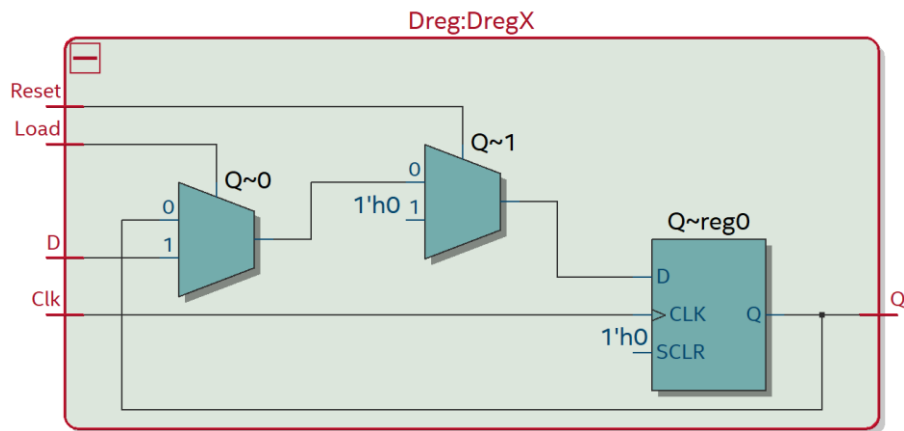 Dreg:DregX
Reset
Load
Q~0
Q~1
0
1
D
0
1'h0 1
Q~reg0
D
Clk
CLK
Q
Q
1'h0
SCLR